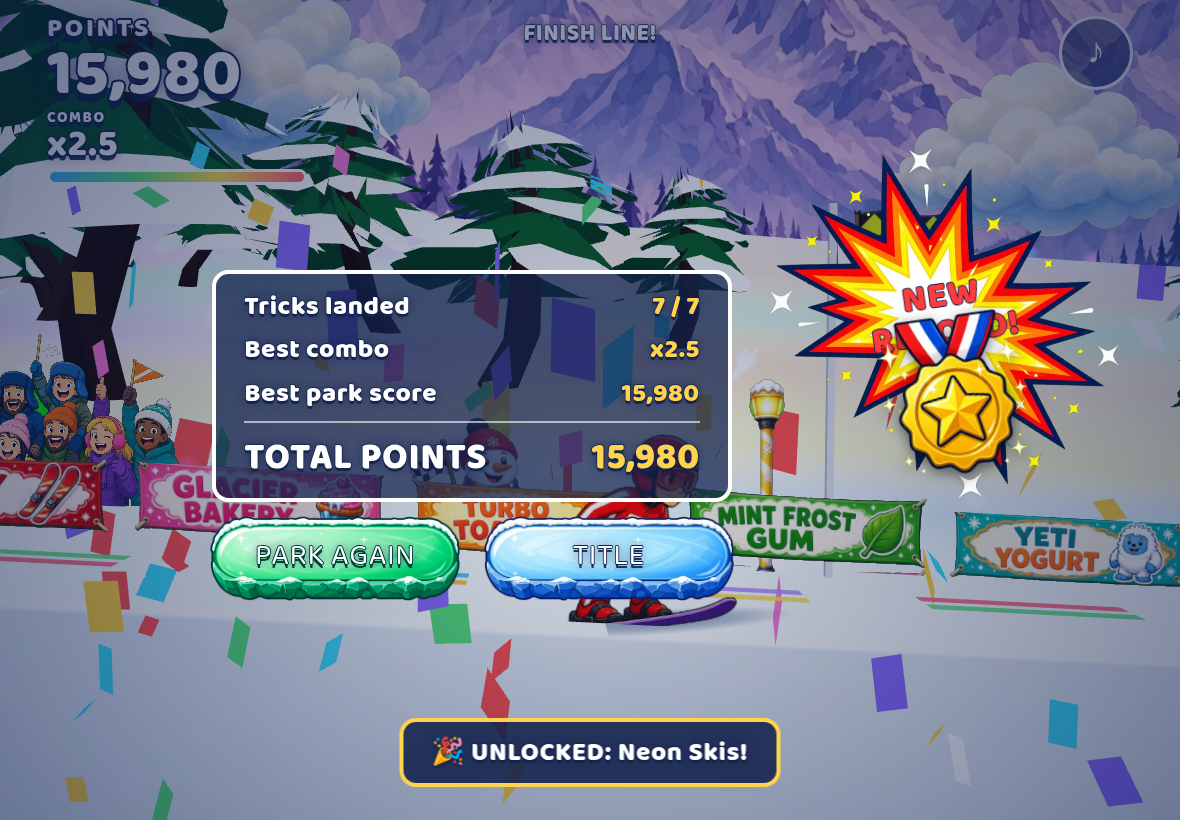 POINTS
15,980
COMBO
x2.5
FINISH LINE!
NEW
Tricks landed 7 / 7
Best combo x2.5
Best park score 15,980
TOTAL POINTS 15,980
GLACIER
BAKERY
TURBO
MINT FROST
GUM
YETI
YOGURT
PARK AGAIN
TITLE
🎉 UNLOCKED: Neon Skis!